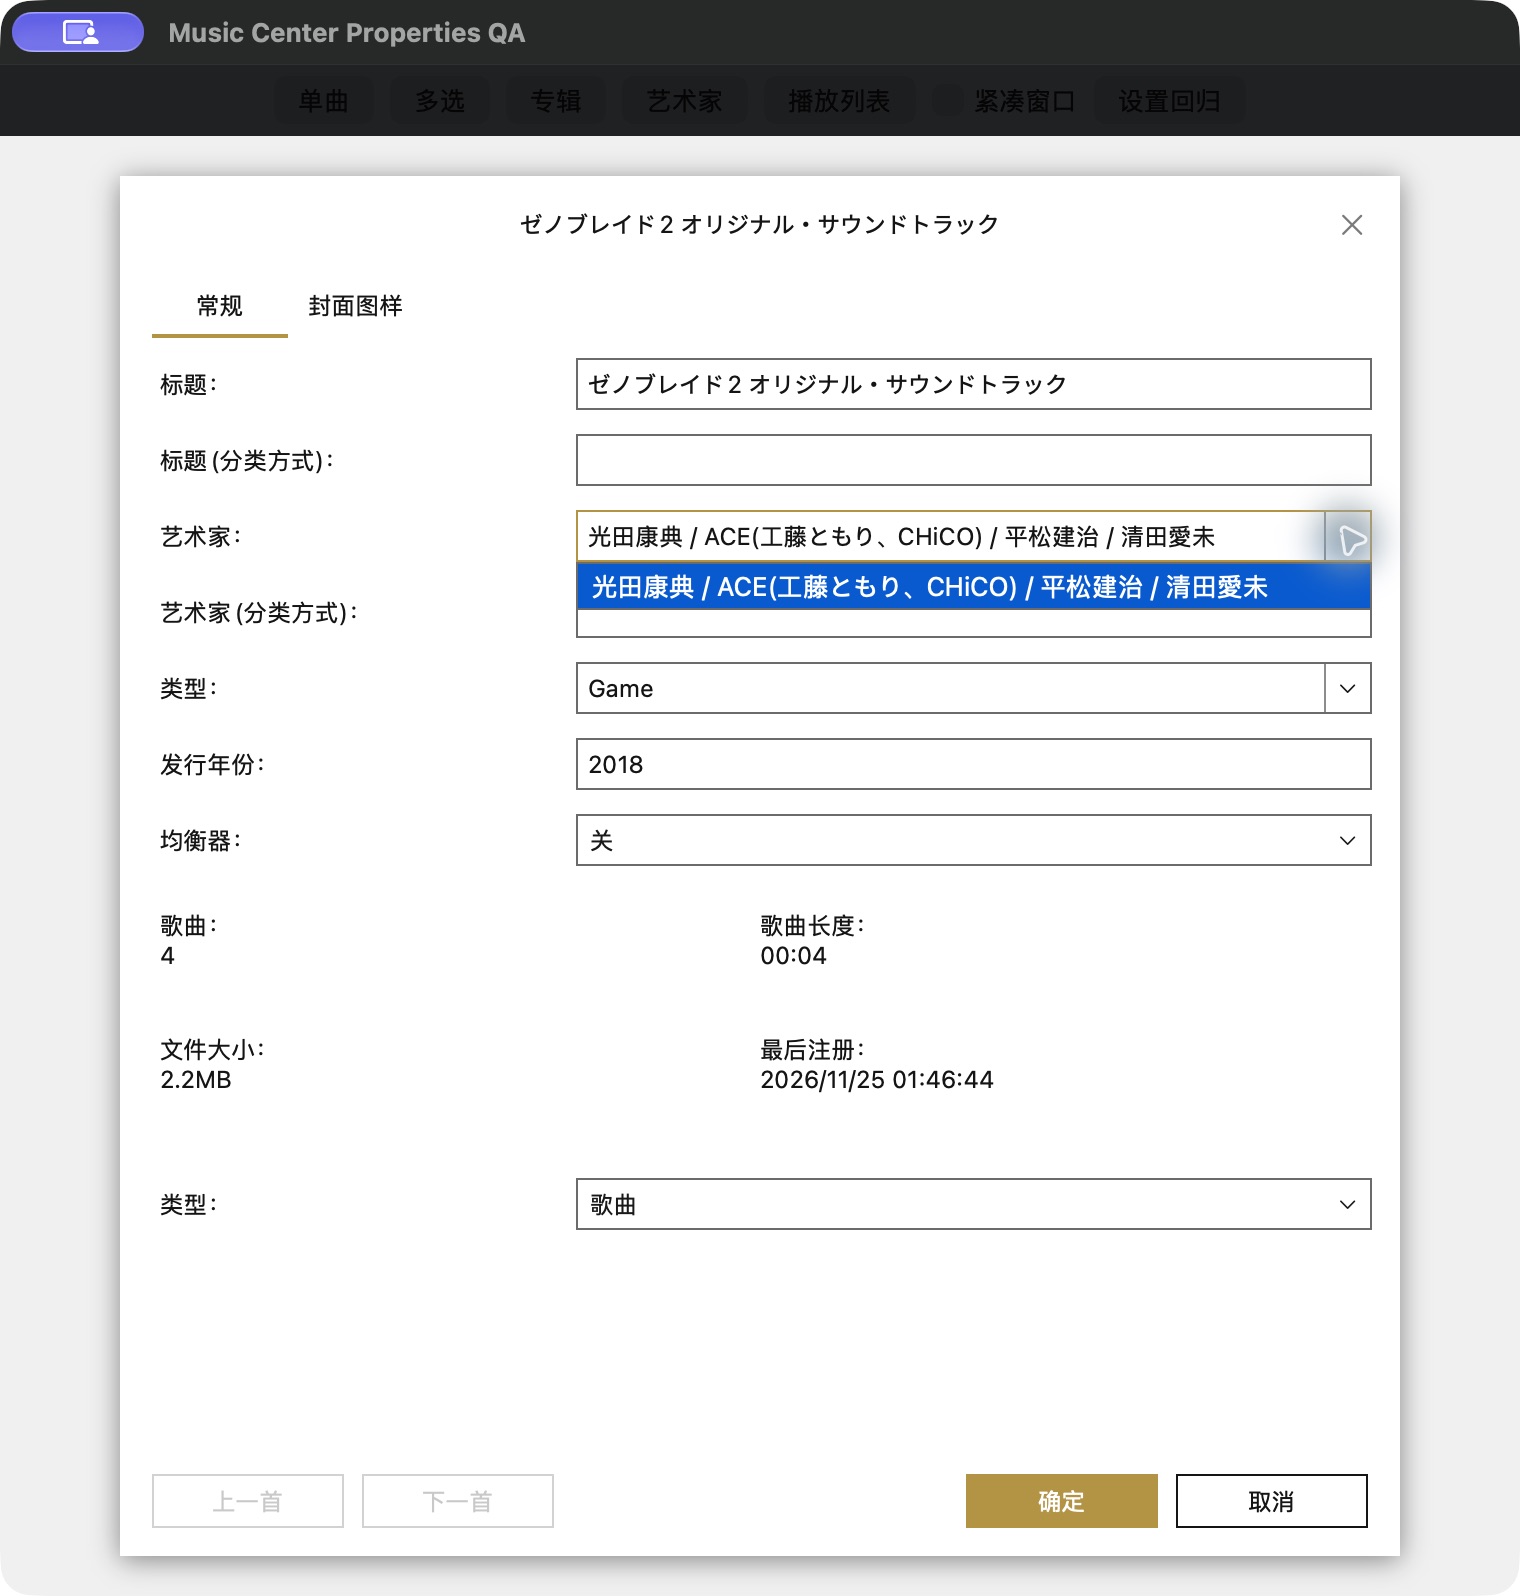 Music Center Properties QA
单曲 多选 专辑 艺术家 播放列表 紧凑窗口 设置回归
ゼノブレイド2 オリジナル・サウンドトラック
常规 封面图样
标题: ゼノブレイド2 オリジナル・サウンドトラック
标题(分类方式):
艺术家: 光田康典 / ACE(工藤ともり、CHiCO) / 平松建治 / 清田愛未
光田康典 / ACE(工藤ともり、CHiCO) / 平松建治 / 清田愛未
艺术家(分类方式):
类型: Game
发行年份: 2018
均衡器: 关
歌曲: 歌曲长度:
4 00:04
文件大小: 最后注册:
2.2MB 2026/11/25 01:46:44
类型: 歌曲
上一首 下一首 确定 取消